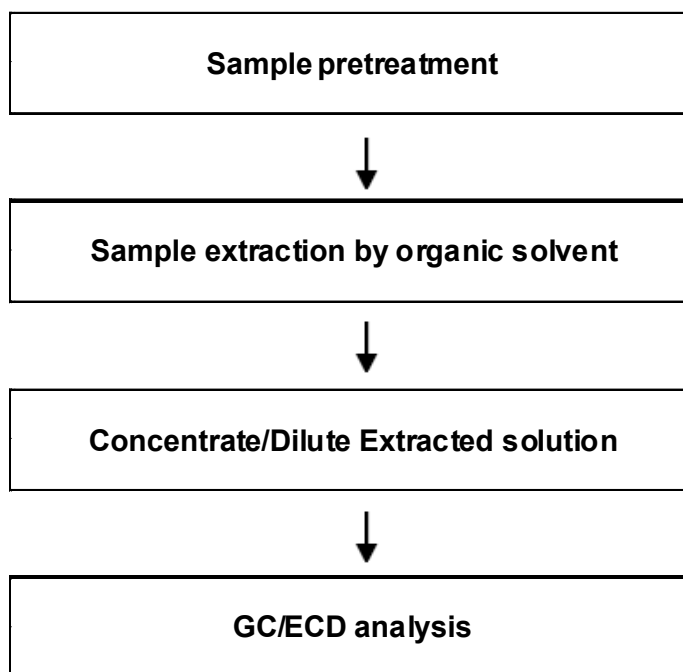 Sample pretreatment
Sample extraction by organic solvent
Concentrate/Dilute Extracted solution
GC/ECD analysis